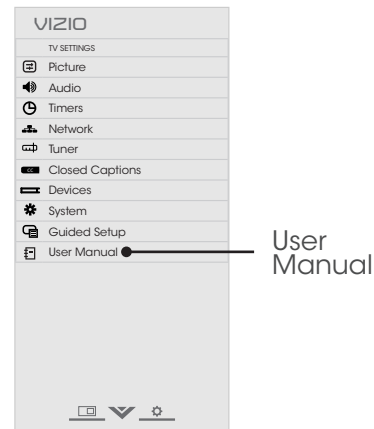 VIZIO
TV SETTINGS
Picture
Audio
Timers
Network
Tuner
CC
Closed Captions
Devices
System
Guided Setup
User Manual
User
Manual